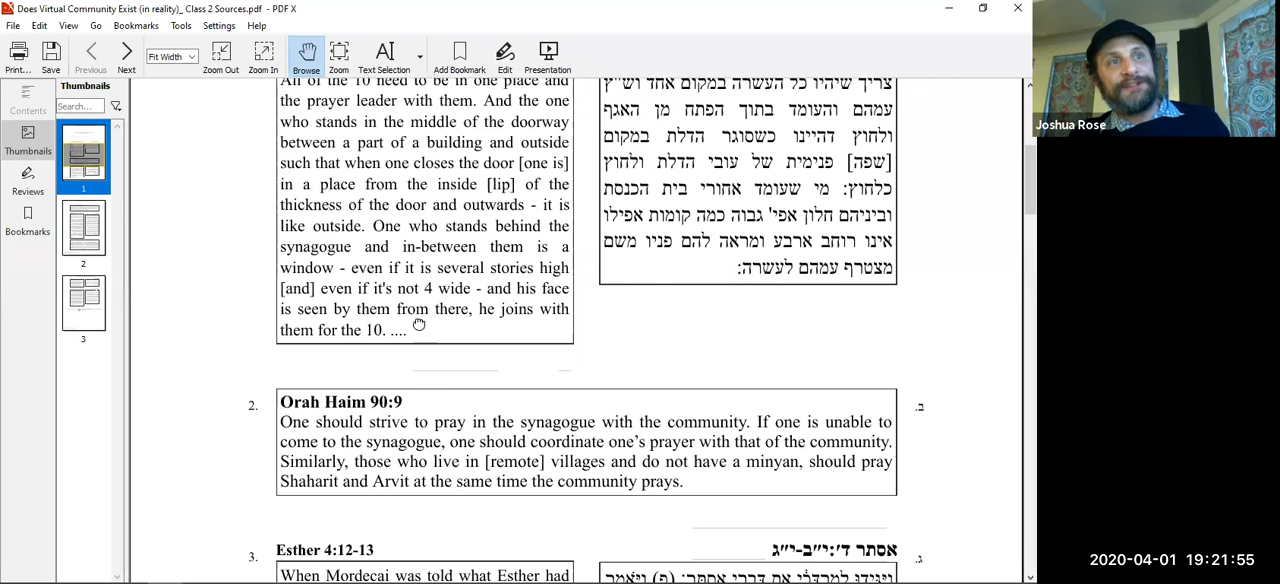 Does Virtual Community Exist (in reality)_ Class 2 Sources.pdf - PDF X
File Edit View Go Bookmarks Tools Settings Help
Print... Save Previous Next Fit Width Zoom Out Zoom In Browse Zoom Text Selection Add Bookmark Edit Presentation
Contents
Thumbnails
Reviews
Bookmarks
Thumbnails
Search...
1
2
3
All of the 10 need to be in one place and
the prayer leader with them. And the one
who stands in the middle of the doorway
between a part of a building and outside
such that when one closes the door [one is]
in a place from the inside [lip] of the
thickness of the door and outwards - it is
like outside. One who stands behind the
synagogue and in-between them is a
window - even if it is several stories high
[and] even if it's not 4 wide - and his face
is seen by them from there, he joins with
them for the 10. ....
צריך שיהיו כל העשרה במקום אחד וש"ץ
עמהם והעומד בתוך הפתח מן האגף
ולחוץ דהיינו כשסוגר הדלת במקום
[שפה] פנימית של עובי הדלת ולחוץ
כלחוץ: מי שעומד אחורי בית הכנסת
וביניהם חלון אפי' גבוה כמה קומות אפילו
אינו רוחב ארבע ומראה להם פניו משם
מצטרף עמהם לעשרה:
2.
Orah Haim 90:9
One should strive to pray in the synagogue with the community. If one is unable to
come to the synagogue, one should coordinate one's prayer with that of the community.
Similarly, those who live in [remote] villages and do not have a minyan, should pray
Shaharit and Arvit at the same time the community prays.
ב.
3.
Esther 4:12-13
אסתר ד':י"ב-י"ג
ג.
When Mordecai was told what Esther had
וַיַּגִּידוּ לְמָרְדֳּכָי אֵת דִּבְרֵי אֶסְתֵּר׃ (פ) וַיֹּאמֶר
Joshua Rose
2020-04-01 19:21:55